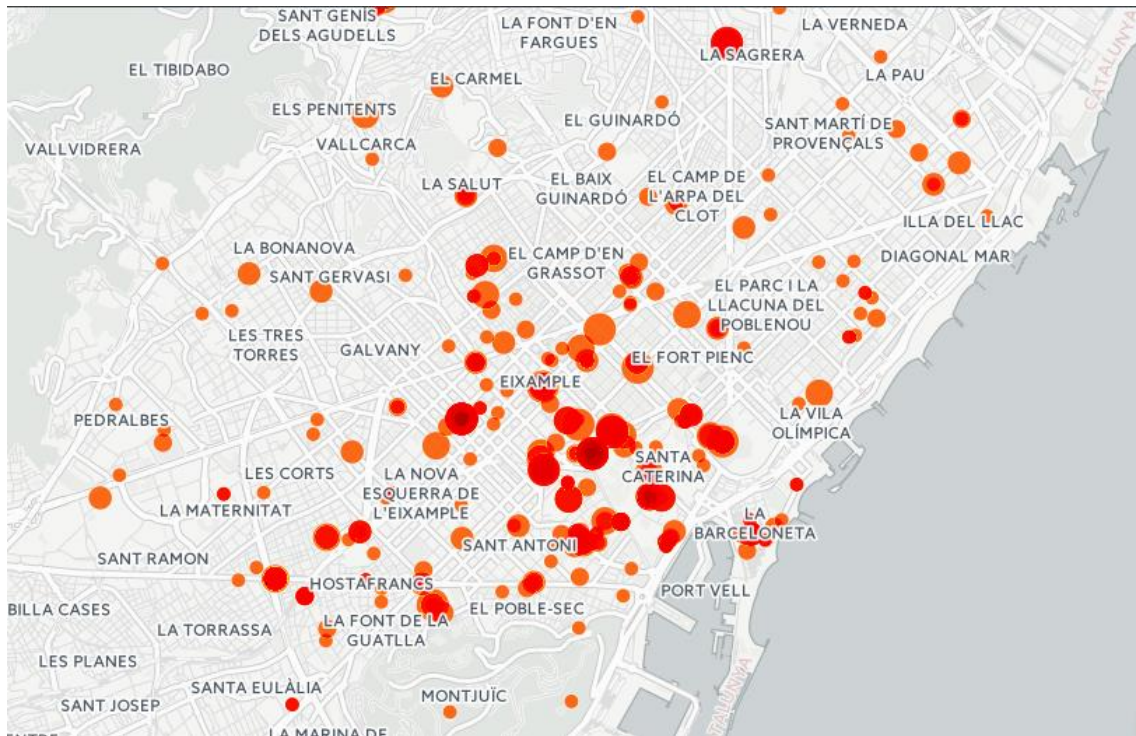 SANT GENÍS
DELS AGUDELLS
LA FONT D'EN
FARGUES
LA VERNEDA
LA SAGRERA
EL TIBIDABO
EL CARMEL
LA PAU
CATALUNYA
ELS PENITENTS
EL GUINARDÓ
SANT MARTÍ DE
PROVENÇALS
VALLVIDRERA
VALLCARCA
LA SALUT
EL BAIX
GUINARDÓ
EL CAMP DE
L'ARPA DEL
CLOT
ILLA DEL LLAC
LA BONANOVA
EL CAMP D'EN
GRASSOT
DIAGONAL MAR
SANT GERVASI
EL PARC I LA
LLACUNA DEL
POBLENOU
LES TRES
TORRES
GALVANY
EL FORT PIENC
EIXAMPLE
PEDRALBES
LA VILA
OLÍMPICA
LES CORTS
LA NOVA
ESQUERRA DE
L'EIXAMPLE
SANTA
CATERINA
LA MATERNITAT
LA
BARCELONETA
SANT RAMON
SANT ANTONI
HOSTAFRANCS
PORT VELL
BILLA CASES
EL POBLE-SEC
LA TORRASSA
LA FONT DE LA
GUATLLA
LES PLANES
SANTA EULÀLIA
MONTJUÏC
SANT JOSEP
TALUNYA
LA MARINA DE